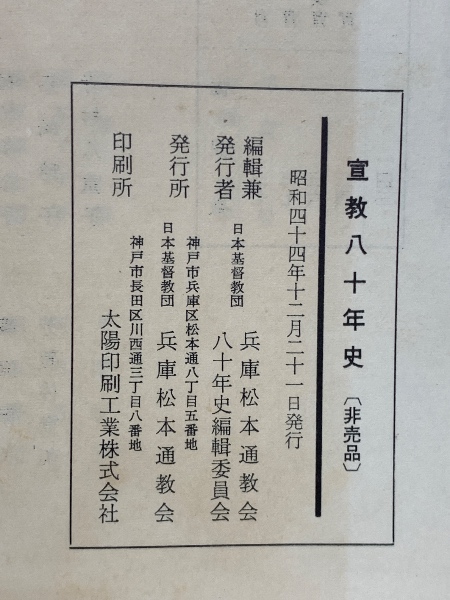 宣教八十年史〔非売品〕
昭和四十四年十二月二十一日発行
編輯兼
発行者
日本基督教団
兵庫松本通教会
八十年史編輯委員会
神戸市兵庫区松本通八丁目五番地
発行所
日本基督教団
兵庫松本通教会
神戸市長田区川西通三丁目八番地
印刷所
太陽印刷工業株式会社